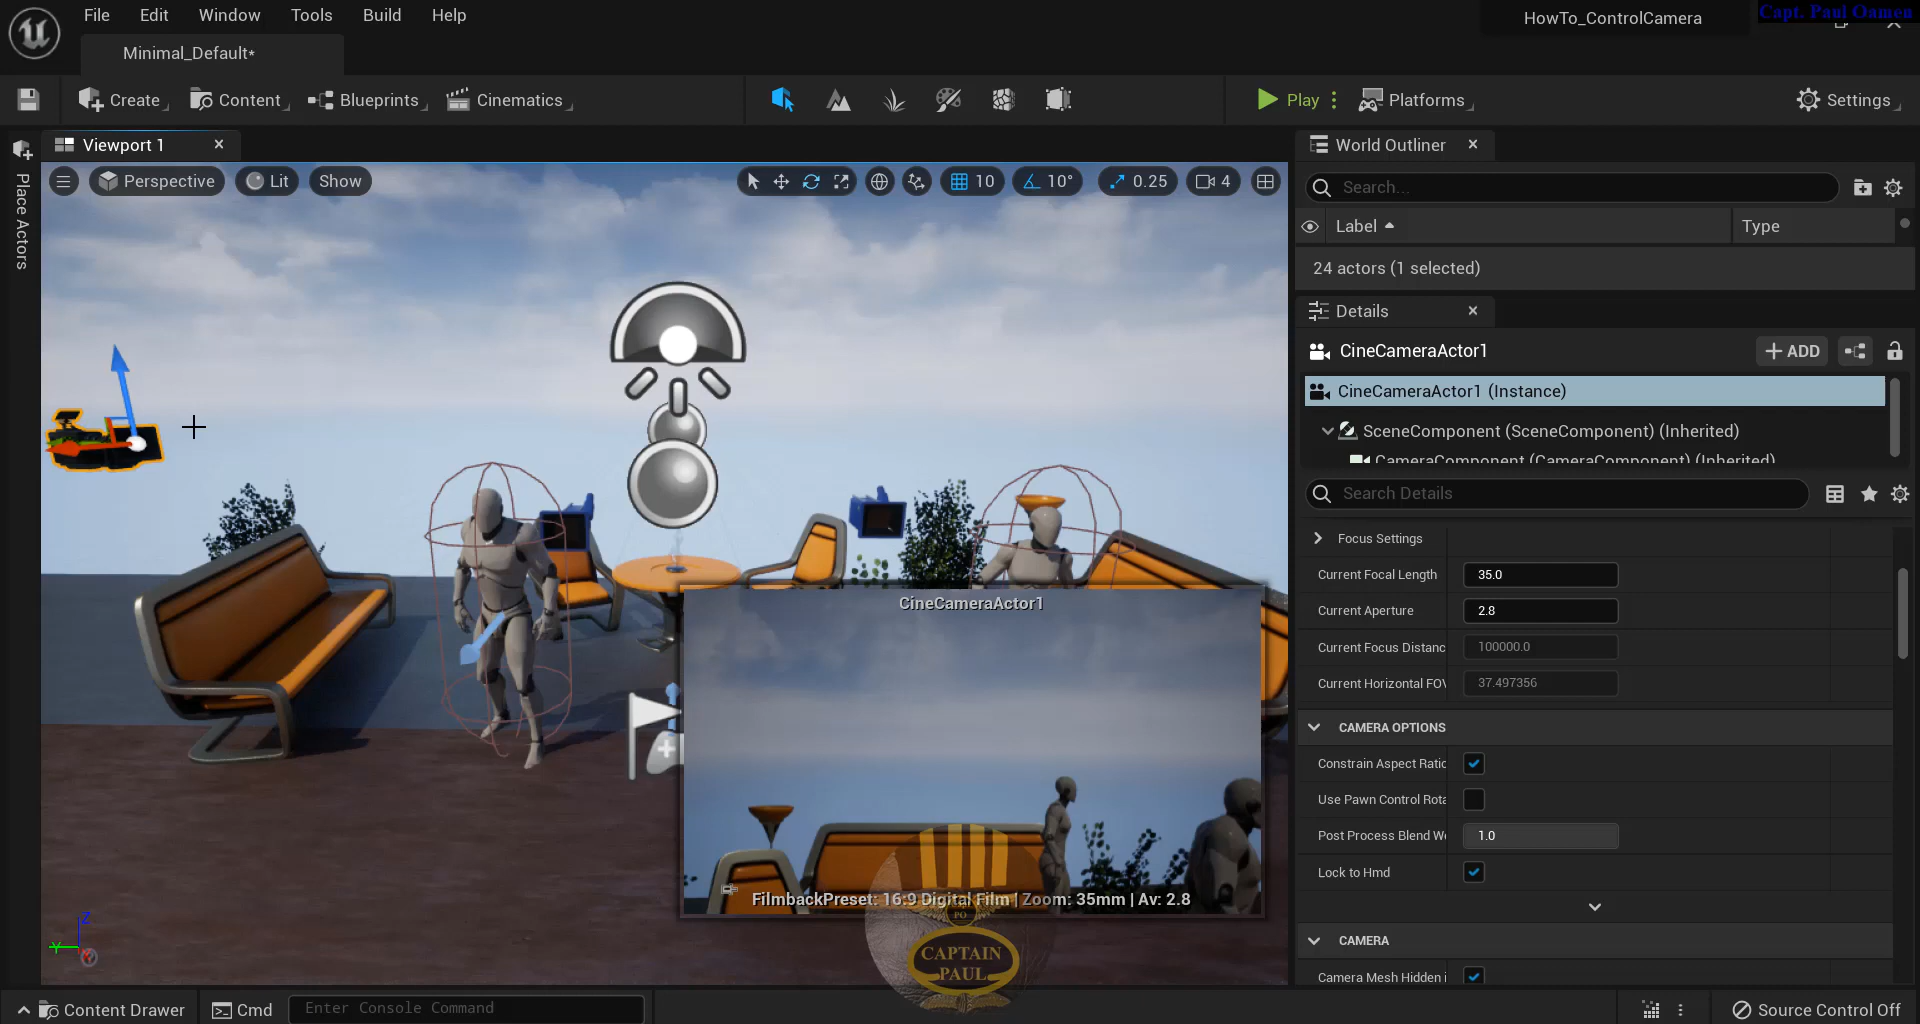 File Edit Window Tools Build Help
HowTo_ControlCamera
Capt. Paul Oamen
Minimal_Default*
Create Content Blueprints Cinematics
Play Platforms Settings
Viewport 1
Place Actors
Perspective Lit Show
10 10° 0.25 4
World Outliner
Search...
Label Type
24 actors (1 selected)
Details
CineCameraActor1
ADD
CineCameraActor1 (Instance)
SceneComponent (SceneComponent) (Inherited)
CameraComponent (CameraComponent) (Inherited)
Search Details
Focus Settings
Current Focal Length 35.0
Current Aperture 2.8
Current Focus Distanc 100000.0
Current Horizontal FOV 37.497356
CAMERA OPTIONS
Constrain Aspect Ratio
Use Pawn Control Rota
Post Process Blend We 1.0
Lock to Hmd
CAMERA
Camera Mesh Hidden i
CineCameraActor1
FilmbackPreset: 16:9 Digital Film | Zoom: 35mm | Av: 2.8
PO
CAPTAIN
PAUL
Z
Y
X
Content Drawer Cmd Enter Console Command
Source Control Off